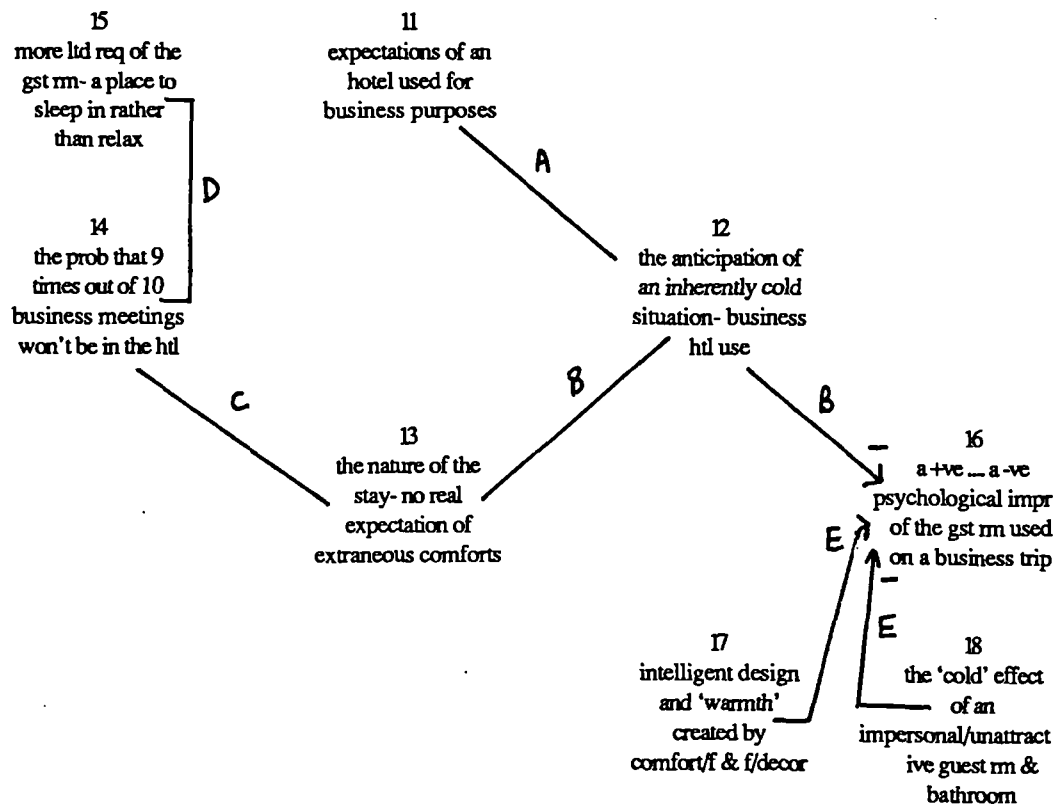 15
more ltd req of the
gst rm- a place to
sleep in rather
than relax
11
expectations of an
hotel used for
business purposes
A
D
14
the prob that 9
times out of 10
business meetings
won't be in the htl
12
the anticipation of
an inherently cold
situation- business
htl use
C
B
B
13
the nature of the
stay- no real
expectation of
extraneous comforts
–
16
a +ve ... a -ve
psychological impr
of the gst rm used
on a business trip
E
–
E
17
intelligent design
and 'warmth'
created by
comfort/f & f/decor
18
the 'cold' effect
of an
impersonal/unattract
ive guest rm &
bathroom